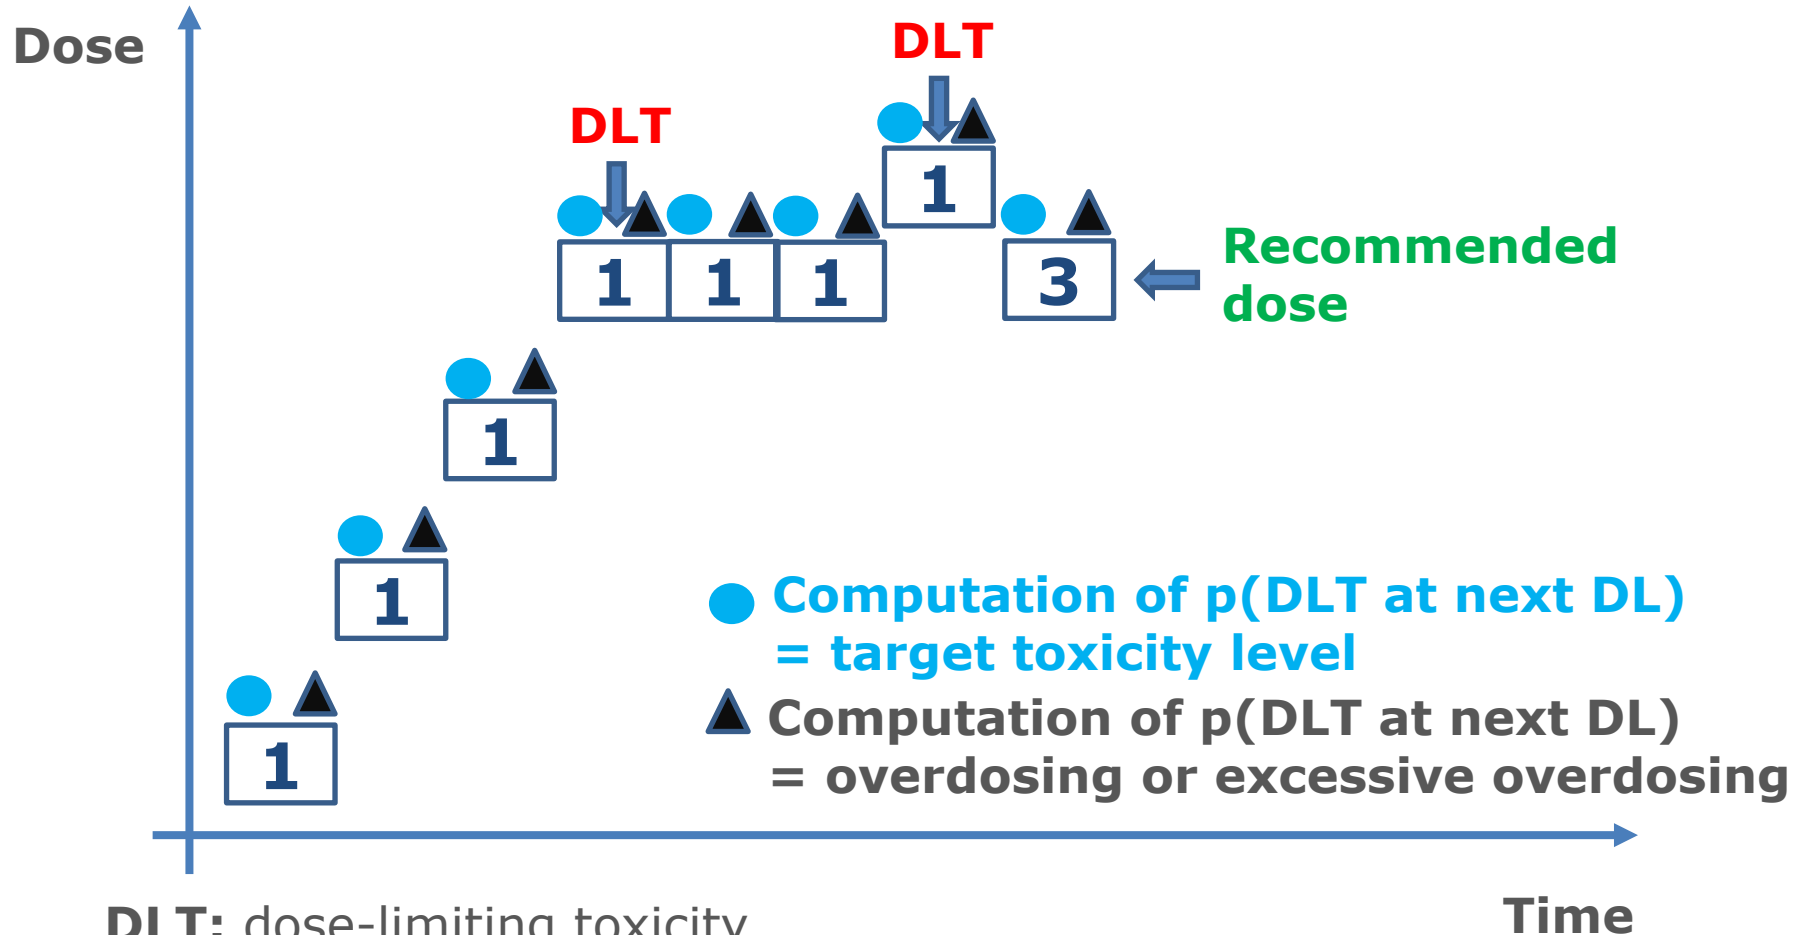 Dose
DLT
DLT
1
1
1
1
3
Recommended
dose
1
1
1
Computation of p(DLT at next DL)
= target toxicity level
Computation of p(DLT at next DL)
= overdosing or excessive overdosing
Time
DLT: dose-limiting toxicity